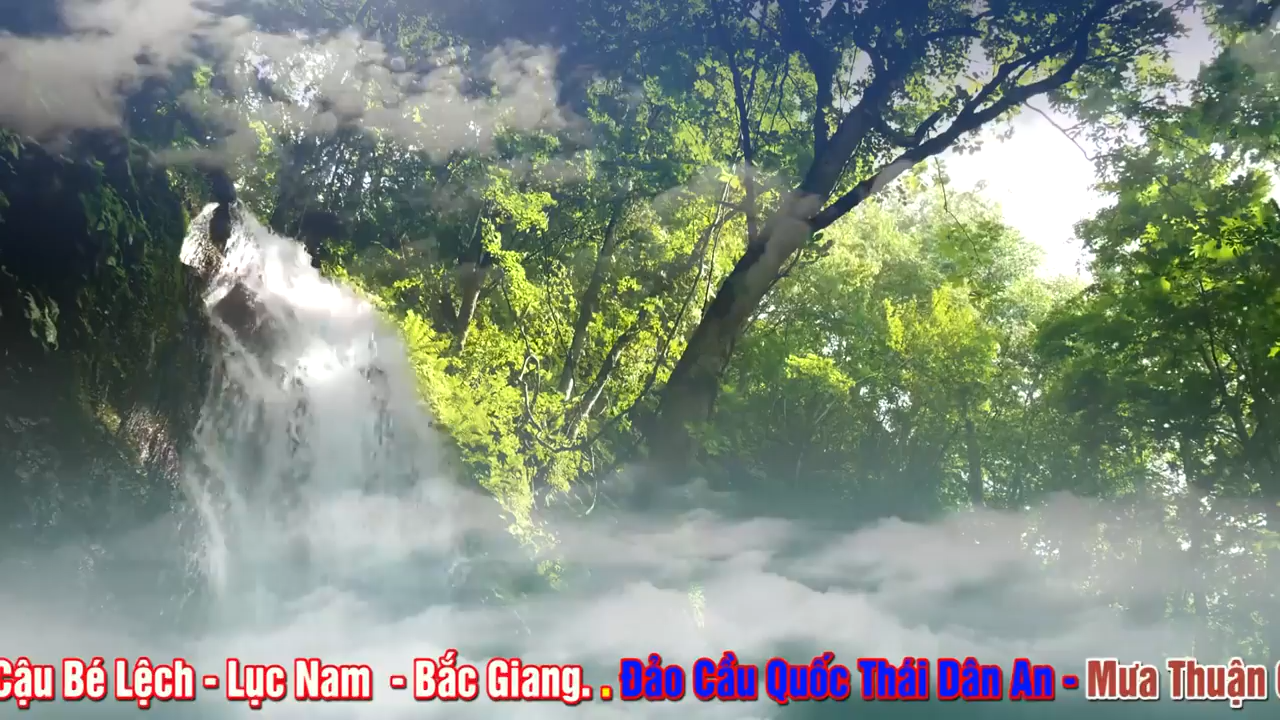 Cậu Bé Lệch - Lục Nam - Bắc Giang. . Đảo Cầu Quốc Thái Dân An - Mưa Thuận